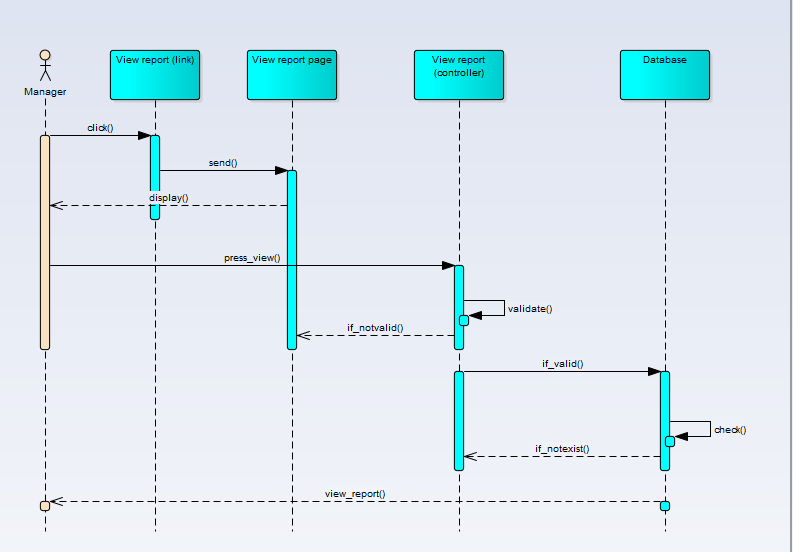 View report (link)
View report page
View report
(controller)
Database
Manager
click()
send()
display()
press_view()
validate()
if_notvalid()
if_valid()
check()
if_notexist()
view_report()